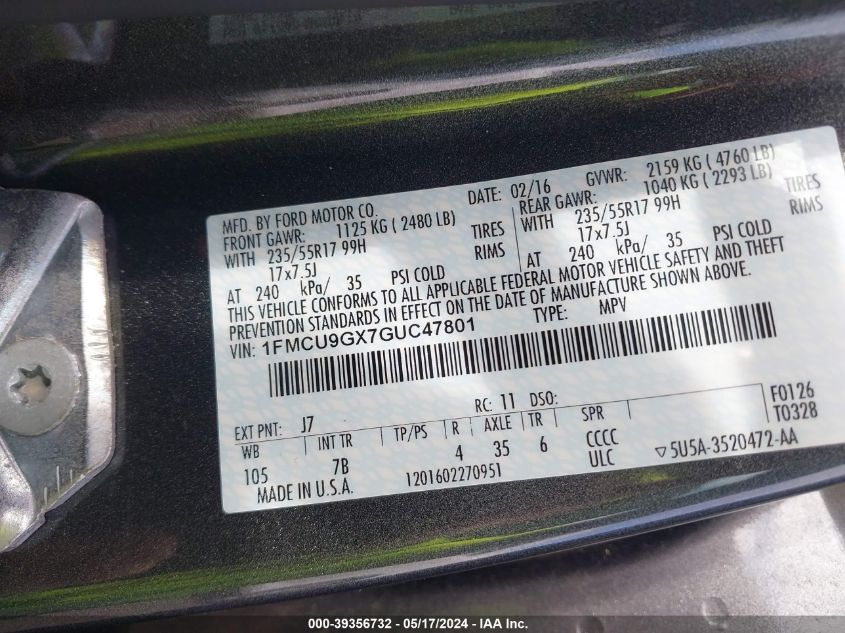 MFD. BY FORD MOTOR CO. DATE: 02/16 GVWR: 2159 KG ( 4760 LB)
FRONT GAWR: 1125 KG ( 2480 LB) REAR GAWR: 1040 KG ( 2293 LB)
WITH 235/55R17 99H TIRES WITH 235/55R17 99H TIRES
17x7.5J RIMS 17x7.5J RIMS
AT 240 kPa/ 35 PSI COLD AT 240 kPa/ 35 PSI COLD
THIS VEHICLE CONFORMS TO ALL APPLICABLE FEDERAL MOTOR VEHICLE SAFETY AND THEFT
PREVENTION STANDARDS IN EFFECT ON THE DATE OF MANUFACTURE SHOWN ABOVE.
VIN: 1FMCU9GX7GUC47801 TYPE: MPV
F0126
EXT PNT: J7 RC: 11 DSO: T0328
WB INT TR TP/PS R AXLE TR SPR
105 7B 4 35 6 CCCC
ULC ▽5U5A-3520472-AA
MADE IN U.S.A. 1201602270951
000-39356732 - 05/17/2024 - IAA Inc.